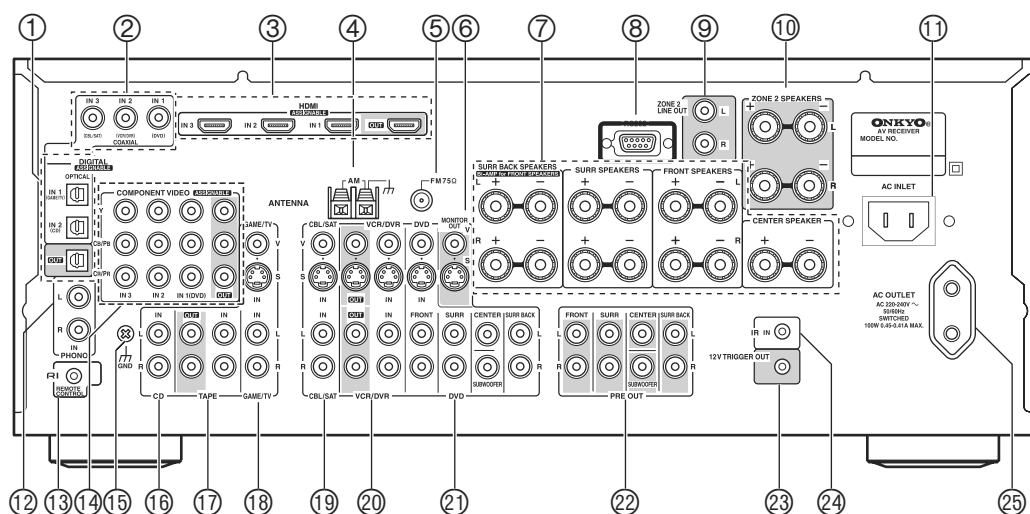 ① ② ③ ④ ⑤ ⑥ ⑦ ⑧ ⑨ ⑩ ⑪
IN 3 IN 2 IN 1
(CBL/SAT) (VCR/DVR) (DVD)
COAXIAL
HDMI
ASSIGNABLE
IN 3 IN 2 IN 1 OUT
DIGITAL
ASSIGNABLE
OPTICAL
IN 1
(GAME/TV)
IN 2
(CD)
OUT
COMPONENT VIDEO ASSIGNABLE
Y
CB/PB
CR/PR
IN 3 IN 2 IN 1(DVD) OUT
ANTENNA
AM
FM75Ω
GAME/TV
V
S
IN
CBL/SAT VCR/DVR DVD MONITOR OUT
V V
S S
IN OUT IN FRONT SURR CENTER SURR BACK
L L
R R
SUBWOOFER
CBL/SAT VCR/DVR DVD
RS232
ZONE 2
LINE OUT
L
R
ZONE 2 SPEAKERS
+ −
L
+ −
R
SURR BACK SPEAKERS
BI-AMP for FRONT SPEAKERS
L + −
R + −
SURR SPEAKERS
+ −
+ −
FRONT SPEAKERS
+ − L
+ − R
CENTER SPEAKER
+ −
ONKYO®
AV RECEIVER
MODEL NO.
AC INLET
AC OUTLET
AC 220-240V ~
50/60Hz
SWITCHED
100W 0.45-0.41A MAX.
L
R
IN
PHONO
RI
REMOTE
CONTROL
GND
IN OUT IN IN
L L
R R
CD TAPE GAME/TV
FRONT SURR CENTER SURR BACK
L L
R R
SUBWOOFER
PRE OUT
IR IN
12V TRIGGER OUT
⑫ ⑬ ⑭ ⑮ ⑯ ⑰ ⑱ ⑲ ⑳ ㉑ ㉒ ㉓ ㉔ ㉕